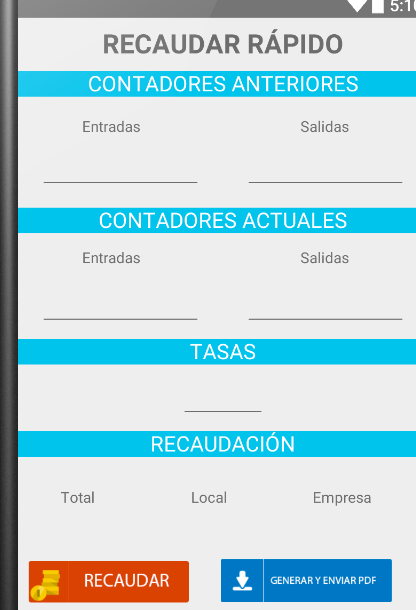 5:10
RECAUDAR RÁPIDO
CONTADORES ANTERIORES
Entradas Salidas
CONTADORES ACTUALES
Entradas Salidas
TASAS
RECAUDACIÓN
Total Local Empresa
RECAUDAR GENERAR Y ENVIAR PDF